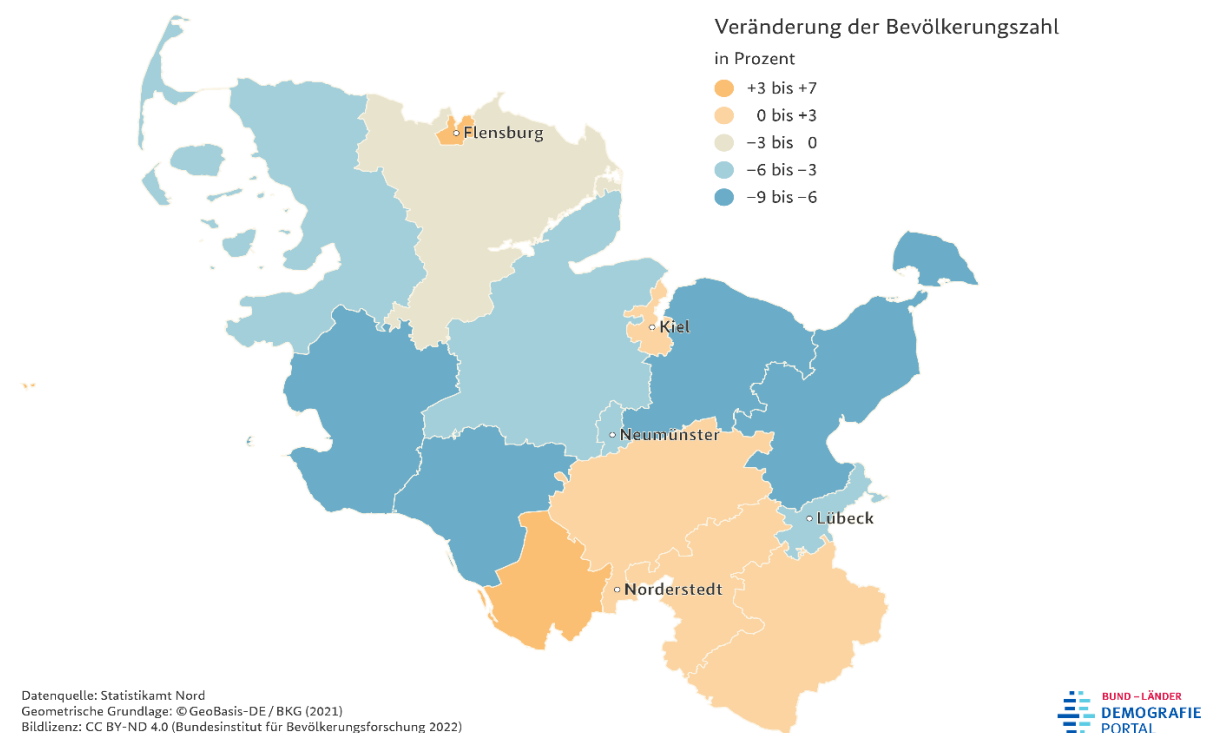 Veränderung der Bevölkerungszahl
in Prozent
+3 bis +7
0 bis +3
−3 bis 0
−6 bis −3
−9 bis −6
Flensburg
Kiel
Neumünster
Lübeck
Norderstedt
Datenquelle: Statistikamt Nord
Geometrische Grundlage: © GeoBasis-DE / BKG (2021)
Bildlizenz: CC BY-ND 4.0 (Bundesinstitut für Bevölkerungsforschung 2022)
BUND – LÄNDER
DEMOGRAFIE
PORTAL